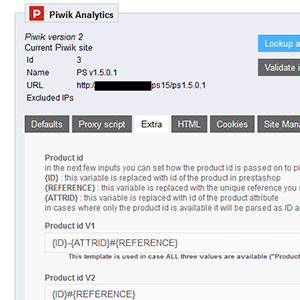 Piwik Analytics
Piwik version 2
Current Piwik site
Id 3
Name PS v1.5.0.1
URL http:/ ps15/ps1.5.0.1
Excluded IPs
Lookup a
Validate i
Defaults Proxy script Extra HTML Cookies Site Man
Product id
in the next few inputs you can set how the product id is passed on to pi
{ID} : this variable is replaced with id of the product in prestashop
{REFERENCE} : this variable is replaced with the unique reference you
{ATTRID} : this variable is replaced with id of the product attribute
in cases where only the product id is available it will be parsed as ID a
Product id V1
{ID}-{ATTRID}#{REFERENCE}
This template is used in case ALL three values are available ("Product
Product id V2
{ID}#{REFERENCE}